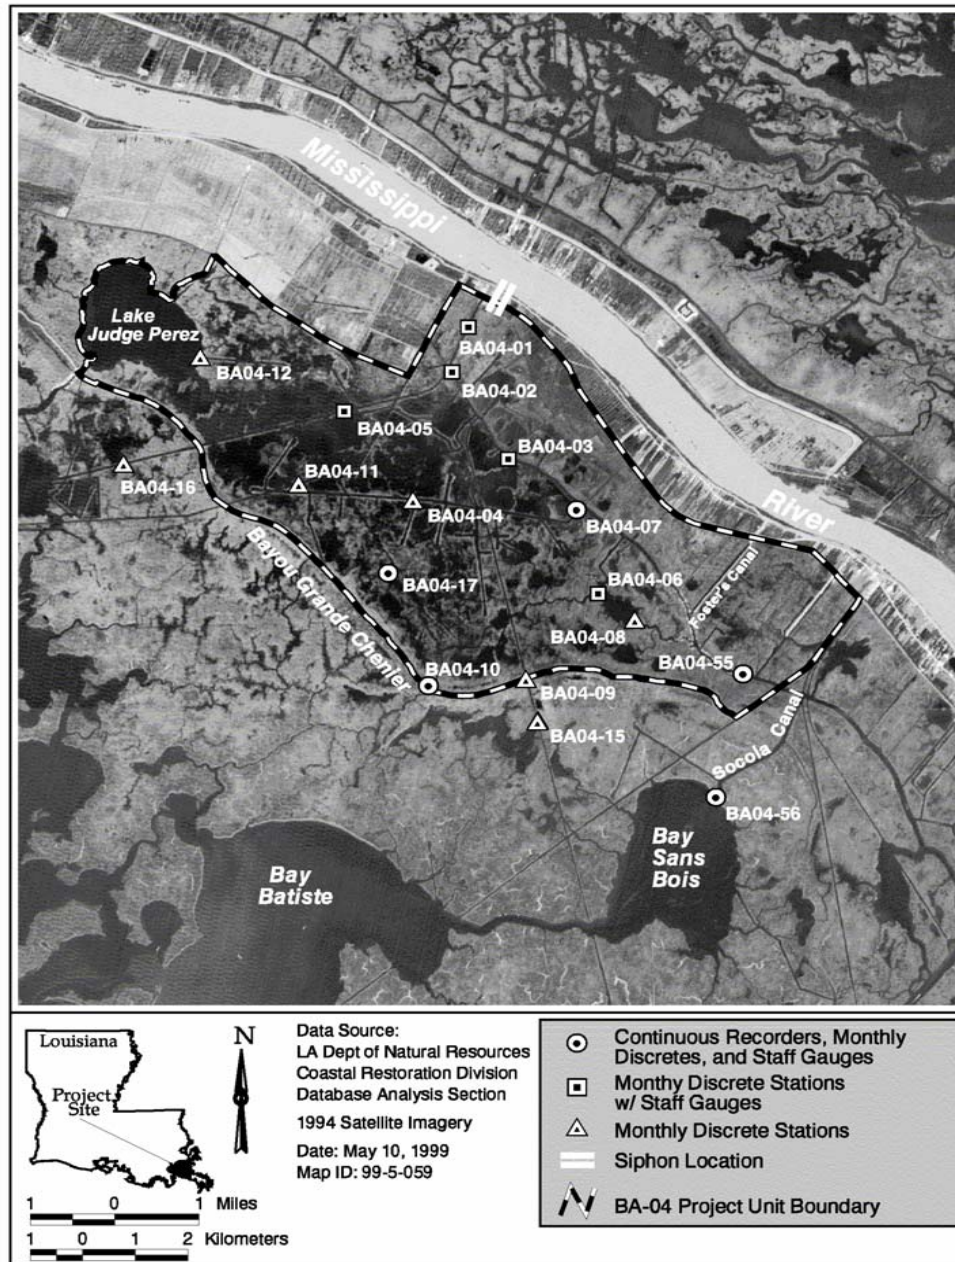 Mississippi
River
Lake
Judge Perez
BA04-01
BA04-12
BA04-02
BA04-05
BA04-03
BA04-11
BA04-16
BA04-04
BA04-07
Bayou Grande Chenier
BA04-17
BA04-06
Foster's Canal
BA04-08
BA04-10
BA04-55
BA04-09
BA04-15
Socola Canal
BA04-56
Bay
Sans
Bois
Bay
Batiste
Louisiana
Project
Site
N
1 0 1 Miles
1 0 1 2 Kilometers
Data Source:
LA Dept of Natural Resources
Coastal Restoration Division
Database Analysis Section
1994 Satellite Imagery
Date: May 10, 1999
Map ID: 99-5-059
Continuous Recorders, Monthly
Discretes, and Staff Gauges
Monthy Discrete Stations
w/ Staff Gauges
Monthly Discrete Stations
Siphon Location
BA-04 Project Unit Boundary